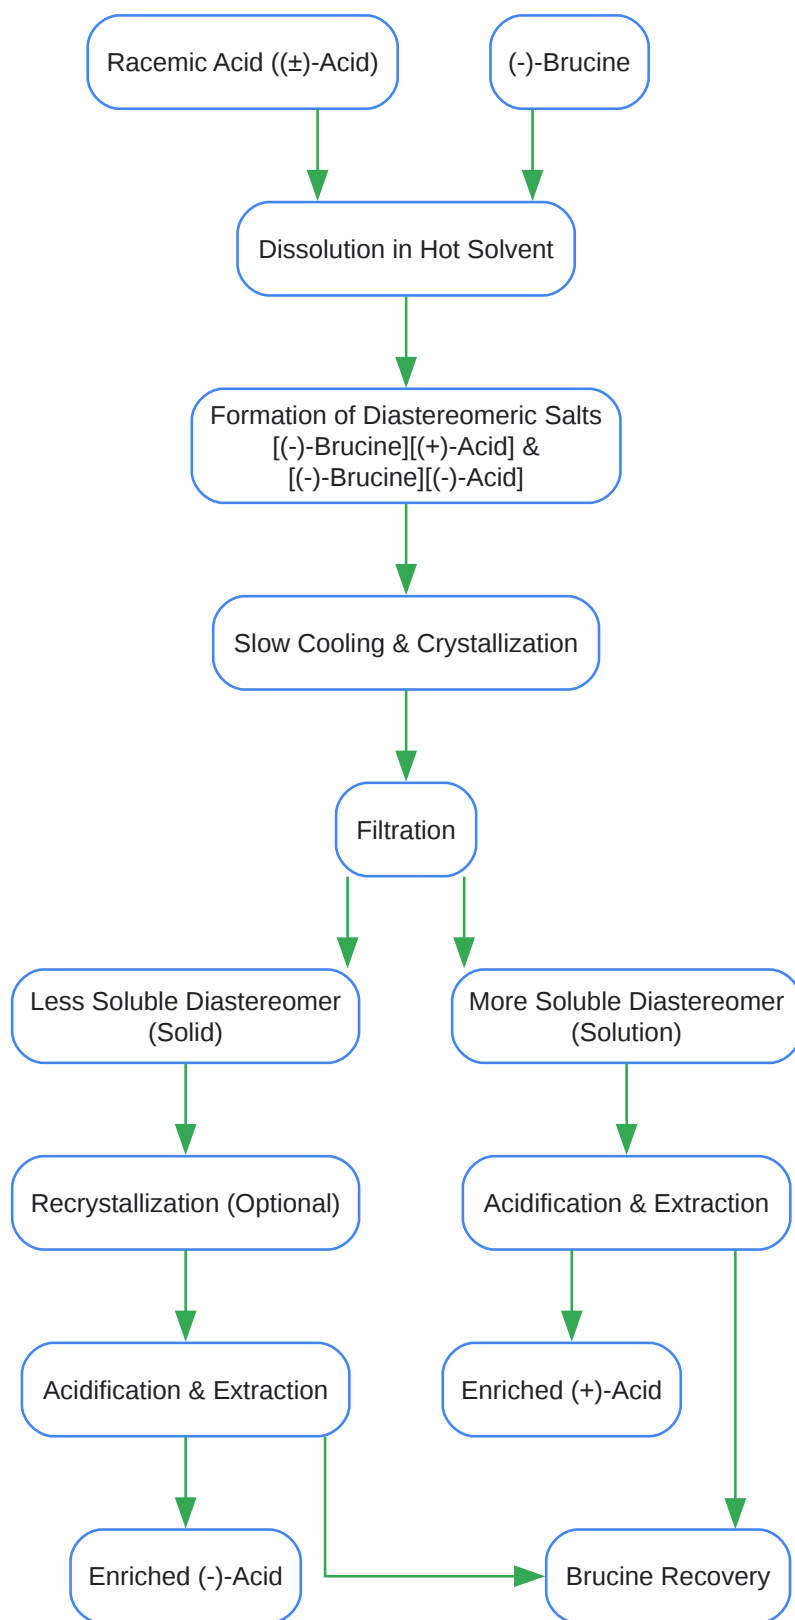 Racemic Acid ((±)-Acid)
(-)-Brucine
Dissolution in Hot Solvent
Formation of Diastereomeric Salts
[(-)-Brucine][(+)-Acid] &
[(-)-Brucine][(-)-Acid]
Slow Cooling & Crystallization
Filtration
Less Soluble Diastereomer
(Solid)
More Soluble Diastereomer
(Solution)
Recrystallization (Optional)
Acidification & Extraction
Acidification & Extraction
Enriched (+)-Acid
Enriched (-)-Acid
Brucine Recovery